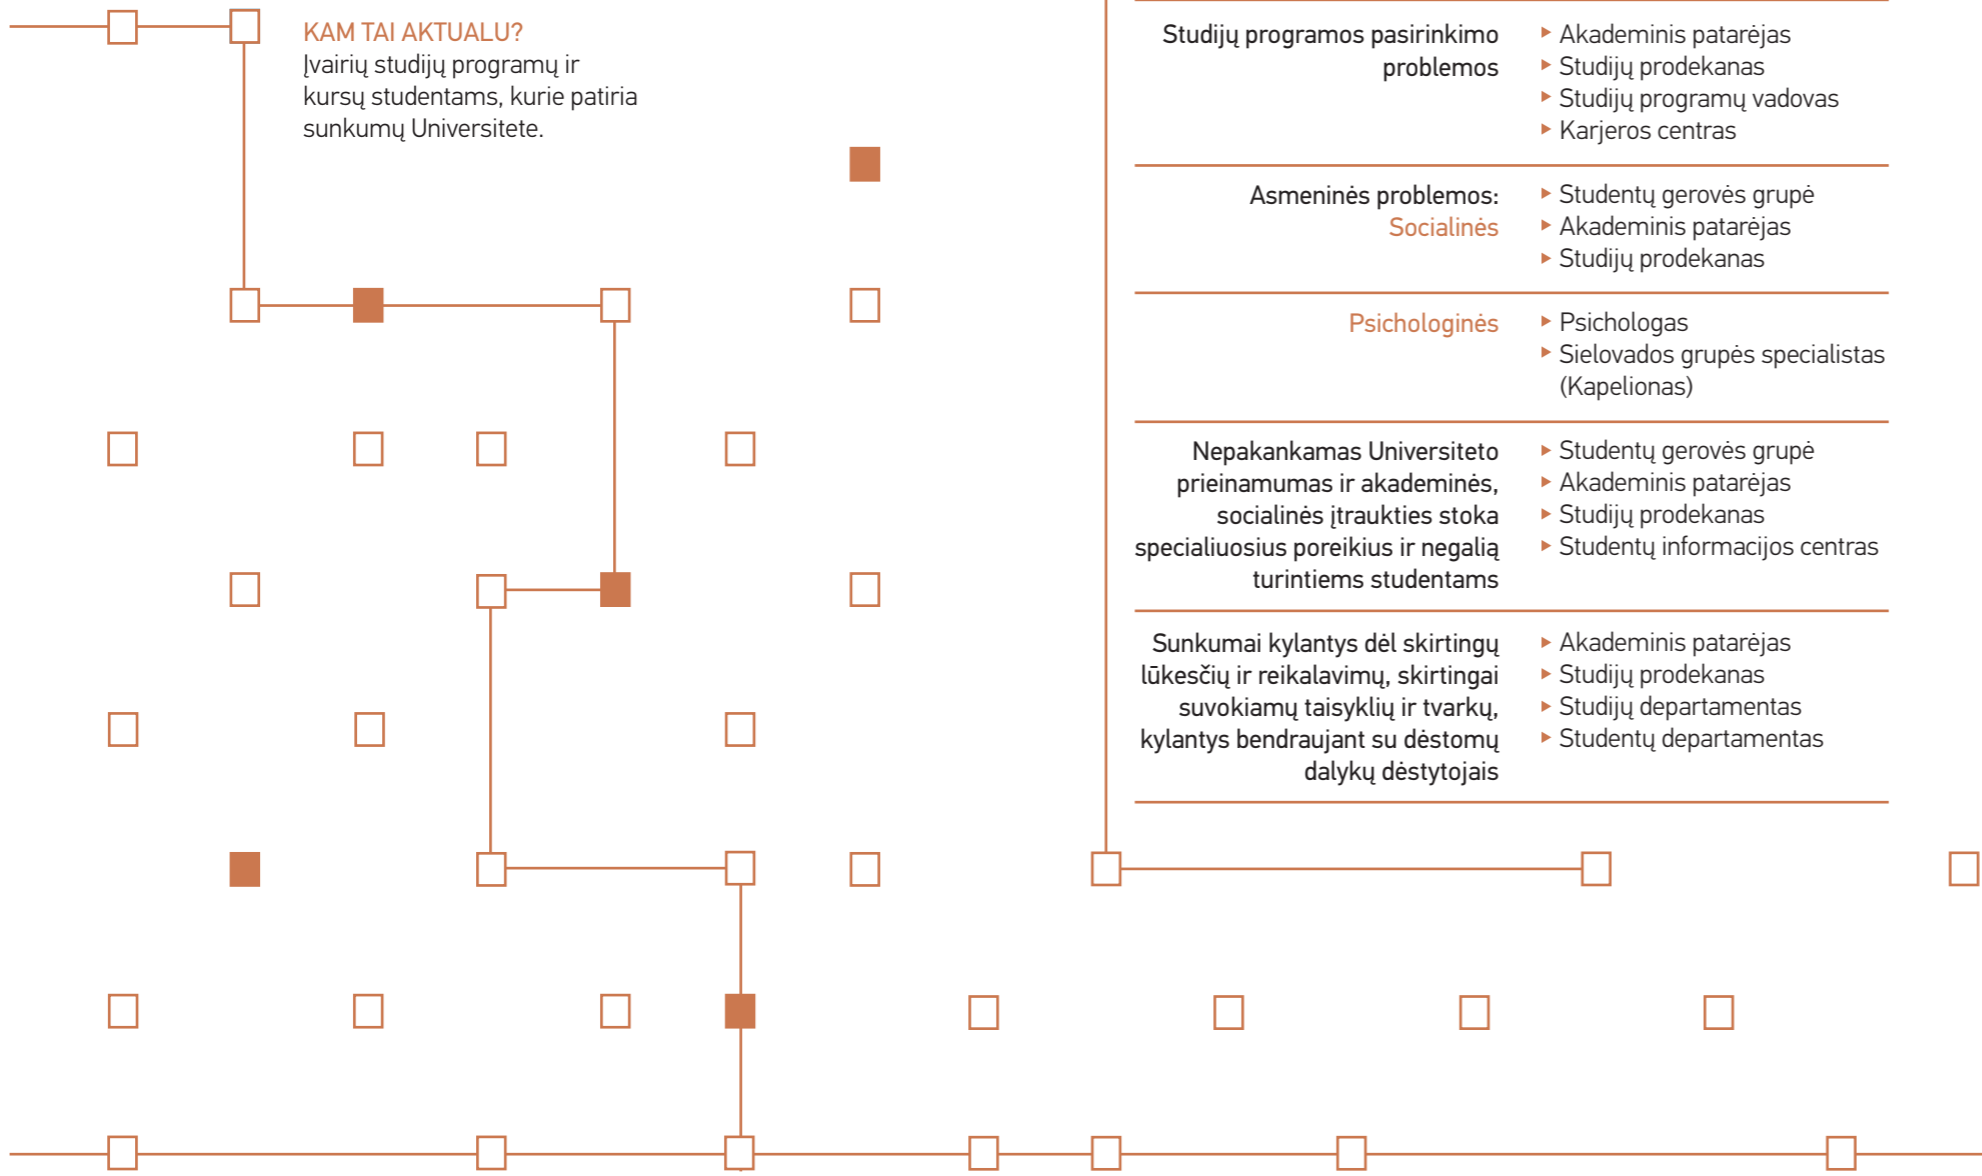 KAM TAI AKTUALU?
Įvairių studijų programų ir
kursų studentams, kurie patiria
sunkumų Universitete.
Studijų programos pasirinkimo
problemos
▸ Akademinis patarėjas
▸ Studijų prodekanas
▸ Studijų programų vadovas
▸ Karjeros centras
Asmeninės problemos:
Socialinės
▸ Studentų gerovės grupė
▸ Akademinis patarėjas
▸ Studijų prodekanas
Psichologinės
▸ Psichologas
▸ Sielovados grupės specialistas
(Kapelionas)
Nepakankamas Universiteto
prieinamumas ir akademinės,
socialinės įtraukties stoka
specialiuosius poreikius ir negalią
turintiems studentams
▸ Studentų gerovės grupė
▸ Akademinis patarėjas
▸ Studijų prodekanas
▸ Studentų informacijos centras
Sunkumai kylantys dėl skirtingų
lūkesčių ir reikalavimų, skirtingai
suvokiamų taisyklių ir tvarkų,
kylantys bendraujant su dėstomų
dalykų dėstytojais
▸ Akademinis patarėjas
▸ Studijų prodekanas
▸ Studijų departamentas
▸ Studentų departamentas